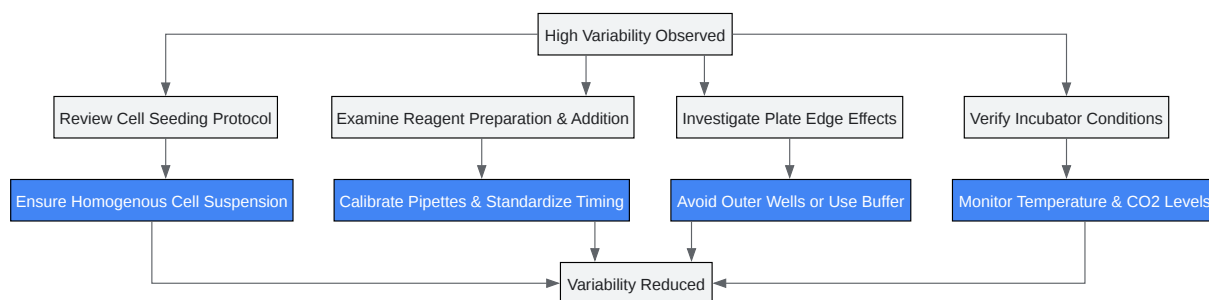 High Variability Observed
Review Cell Seeding Protocol
Examine Reagent Preparation & Addition
Investigate Plate Edge Effects
Verify Incubator Conditions
Ensure Homogenous Cell Suspension
Calibrate Pipettes & Standardize Timing
Avoid Outer Wells or Use Buffer
Monitor Temperature & CO2 Levels
Variability Reduced